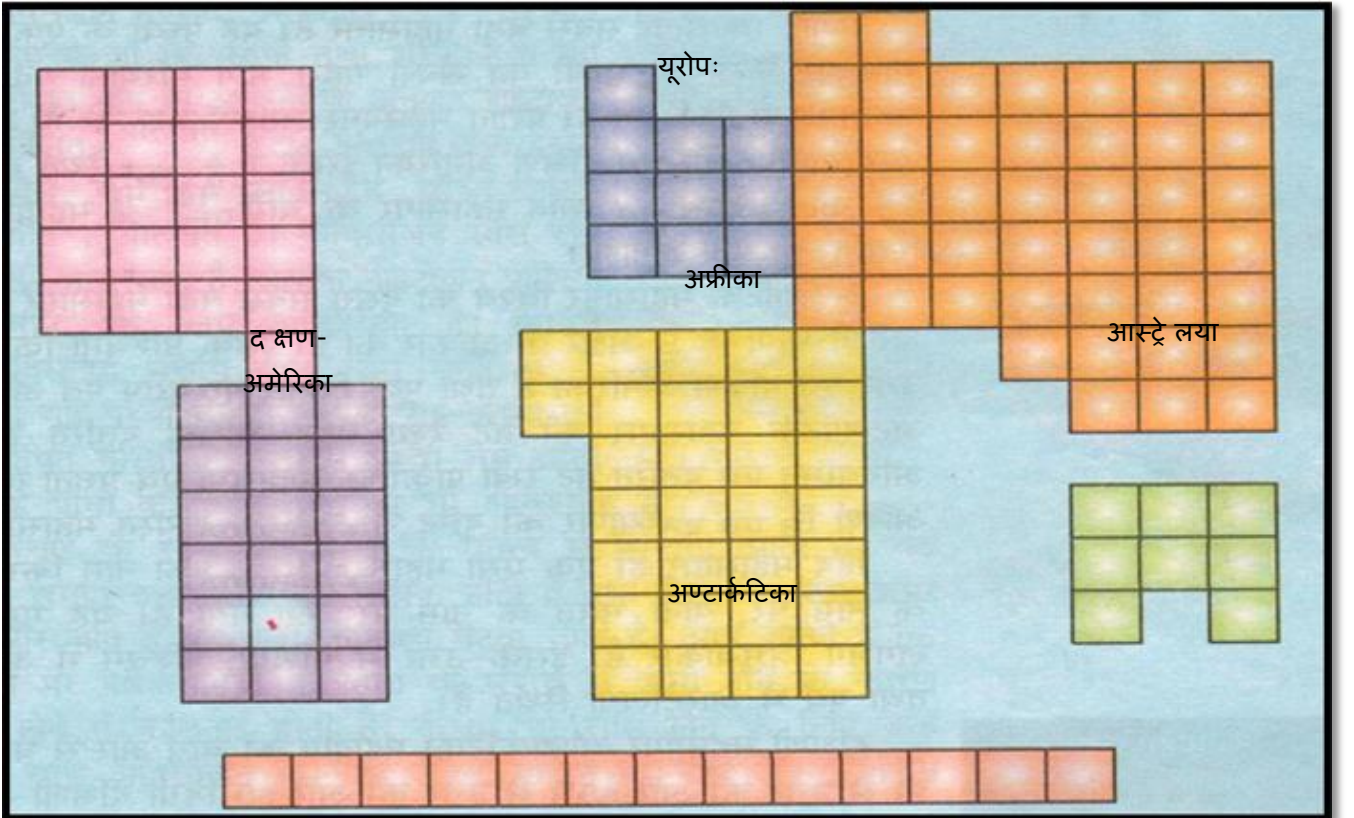 यूरोपः
अफ्रीका
द क्षण-
अमेरिका
आस्ट्रे लया
अण्टार्कटिका